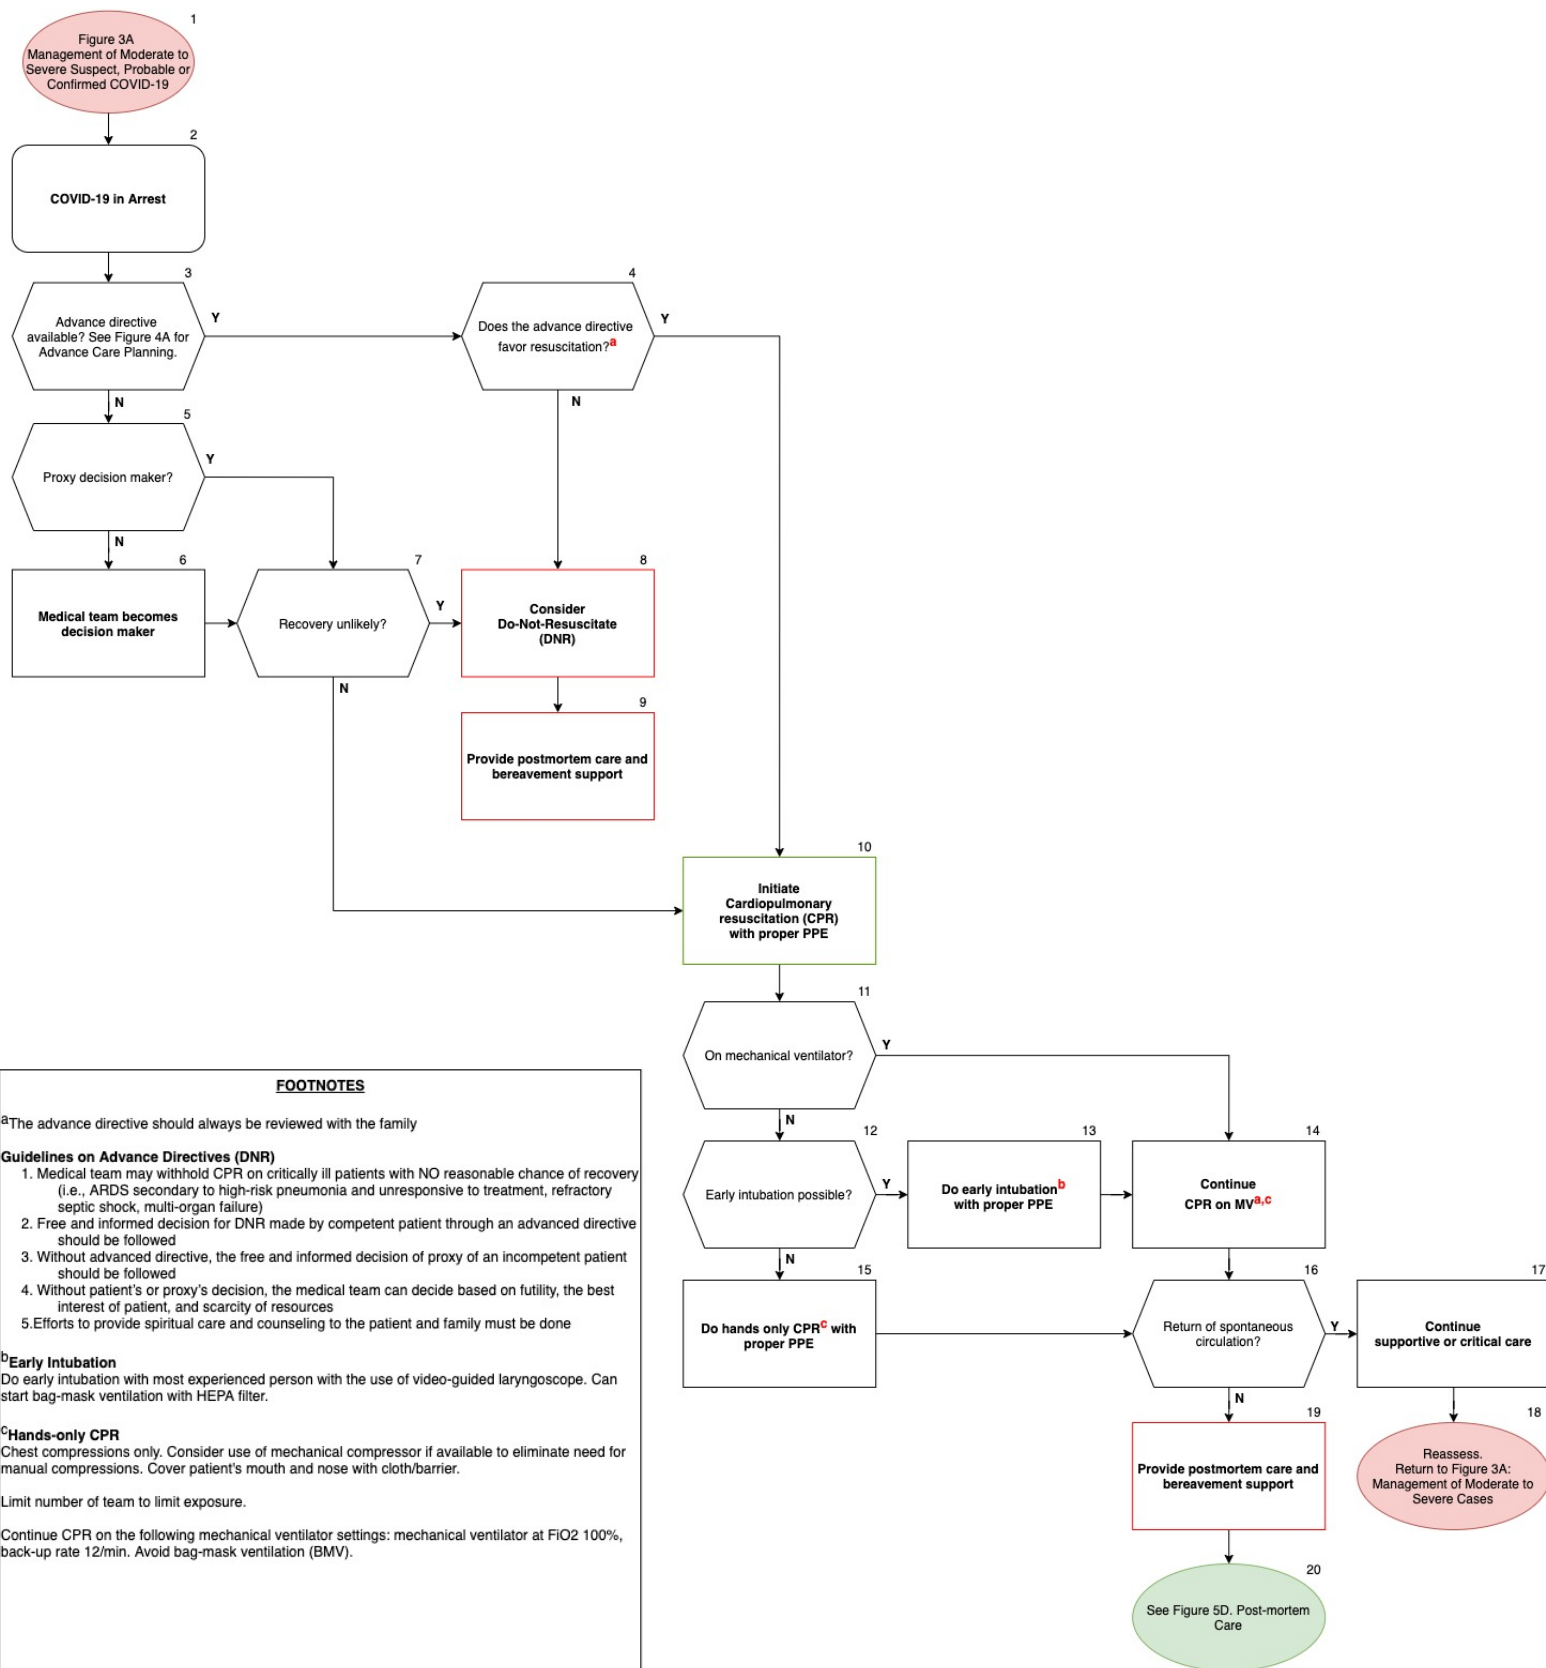 1
Figure 3A
Management of Moderate to
Severe Suspect, Probable or
Confirmed COVID-19
2
COVID-19 in Arrest
3
Advance directive
available? See Figure 4A for
Advance Care Planning.
Y
N
4
Does the advance directive
favor resuscitation?a
Y
N
5
Proxy decision maker?
Y
N
6
Medical team becomes
decision maker
7
Recovery unlikely?
Y
N
8
Consider
Do-Not-Resuscitate
(DNR)
9
Provide postmortem care and
bereavement support
10
Initiate
Cardiopulmonary
resuscitation (CPR)
with proper PPE
11
On mechanical ventilator?
Y
N
12
Early intubation possible?
Y
N
13
Do early intubationb
with proper PPE
14
Continue
CPR on MVa,c
15
Do hands only CPRc with
proper PPE
16
Return of spontaneous
circulation?
Y
N
17
Continue
supportive or critical care
18
Reassess.
Return to Figure 3A:
Management of Moderate to
Severe Cases
19
Provide postmortem care and
bereavement support
20
See Figure 5D. Post-mortem
Care
FOOTNOTES
aThe advance directive should always be reviewed with the family
Guidelines on Advance Directives (DNR)
1. Medical team may withhold CPR on critically ill patients with NO reasonable chance of recovery
(i.e., ARDS secondary to high-risk pneumonia and unresponsive to treatment, refractory
septic shock, multi-organ failure)
2. Free and informed decision for DNR made by competent patient through an advanced directive
should be followed
3. Without advanced directive, the free and informed decision of proxy of an incompetent patient
should be followed
4. Without patient's or proxy's decision, the medical team can decide based on futility, the best
interest of patient, and scarcity of resources
5.Efforts to provide spiritual care and counseling to the patient and family must be done
bEarly Intubation
Do early intubation with most experienced person with the use of video-guided laryngoscope. Can
start bag-mask ventilation with HEPA filter.
cHands-only CPR
Chest compressions only. Consider use of mechanical compressor if available to eliminate need for
manual compressions. Cover patient's mouth and nose with cloth/barrier.
Limit number of team to limit exposure.
Continue CPR on the following mechanical ventilator settings: mechanical ventilator at FiO2 100%,
back-up rate 12/min. Avoid bag-mask ventilation (BMV).